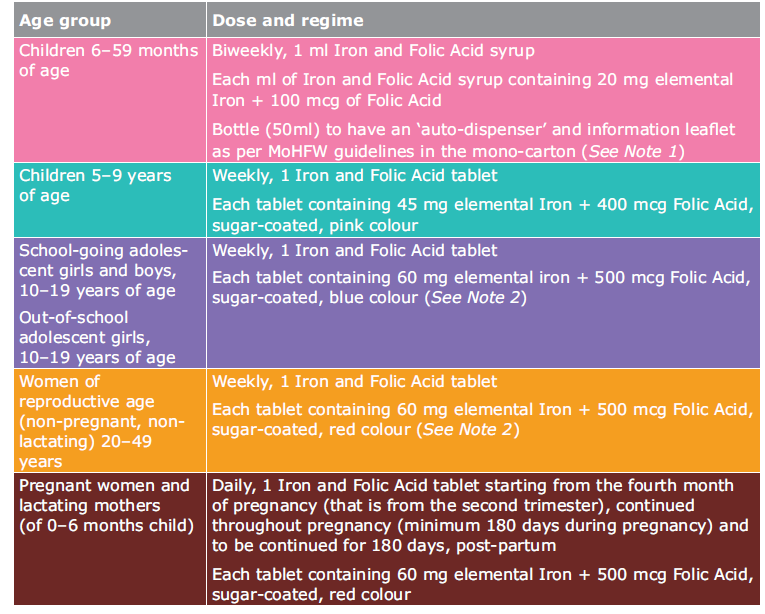 Age group
Dose and regime
Children 6–59 months
of age
Biweekly, 1 ml Iron and Folic Acid syrup
Each ml of Iron and Folic Acid syrup containing 20 mg elemental
Iron + 100 mcg of Folic Acid
Bottle (50ml) to have an ‘auto-dispenser’ and information leaflet
as per MoHFW guidelines in the mono-carton (See Note 1)
Children 5–9 years
of age
Weekly, 1 Iron and Folic Acid tablet
Each tablet containing 45 mg elemental Iron + 400 mcg Folic Acid,
sugar-coated, pink colour
School-going adoles-
cent girls and boys,
10–19 years of age
Out-of-school
adolescent girls,
10–19 years of age
Weekly, 1 Iron and Folic Acid tablet
Each tablet containing 60 mg elemental iron + 500 mcg Folic Acid,
sugar-coated, blue colour (See Note 2)
Women of
reproductive age
(non-pregnant, non-
lactating) 20–49
years
Weekly, 1 Iron and Folic Acid tablet
Each tablet containing 60 mg elemental Iron + 500 mcg Folic Acid,
sugar-coated, red colour (See Note 2)
Pregnant women and
lactating mothers
(of 0–6 months child)
Daily, 1 Iron and Folic Acid tablet starting from the fourth month
of pregnancy (that is from the second trimester), continued
throughout pregnancy (minimum 180 days during pregnancy) and
to be continued for 180 days, post-partum
Each tablet containing 60 mg elemental Iron + 500 mcg Folic Acid,
sugar-coated, red colour